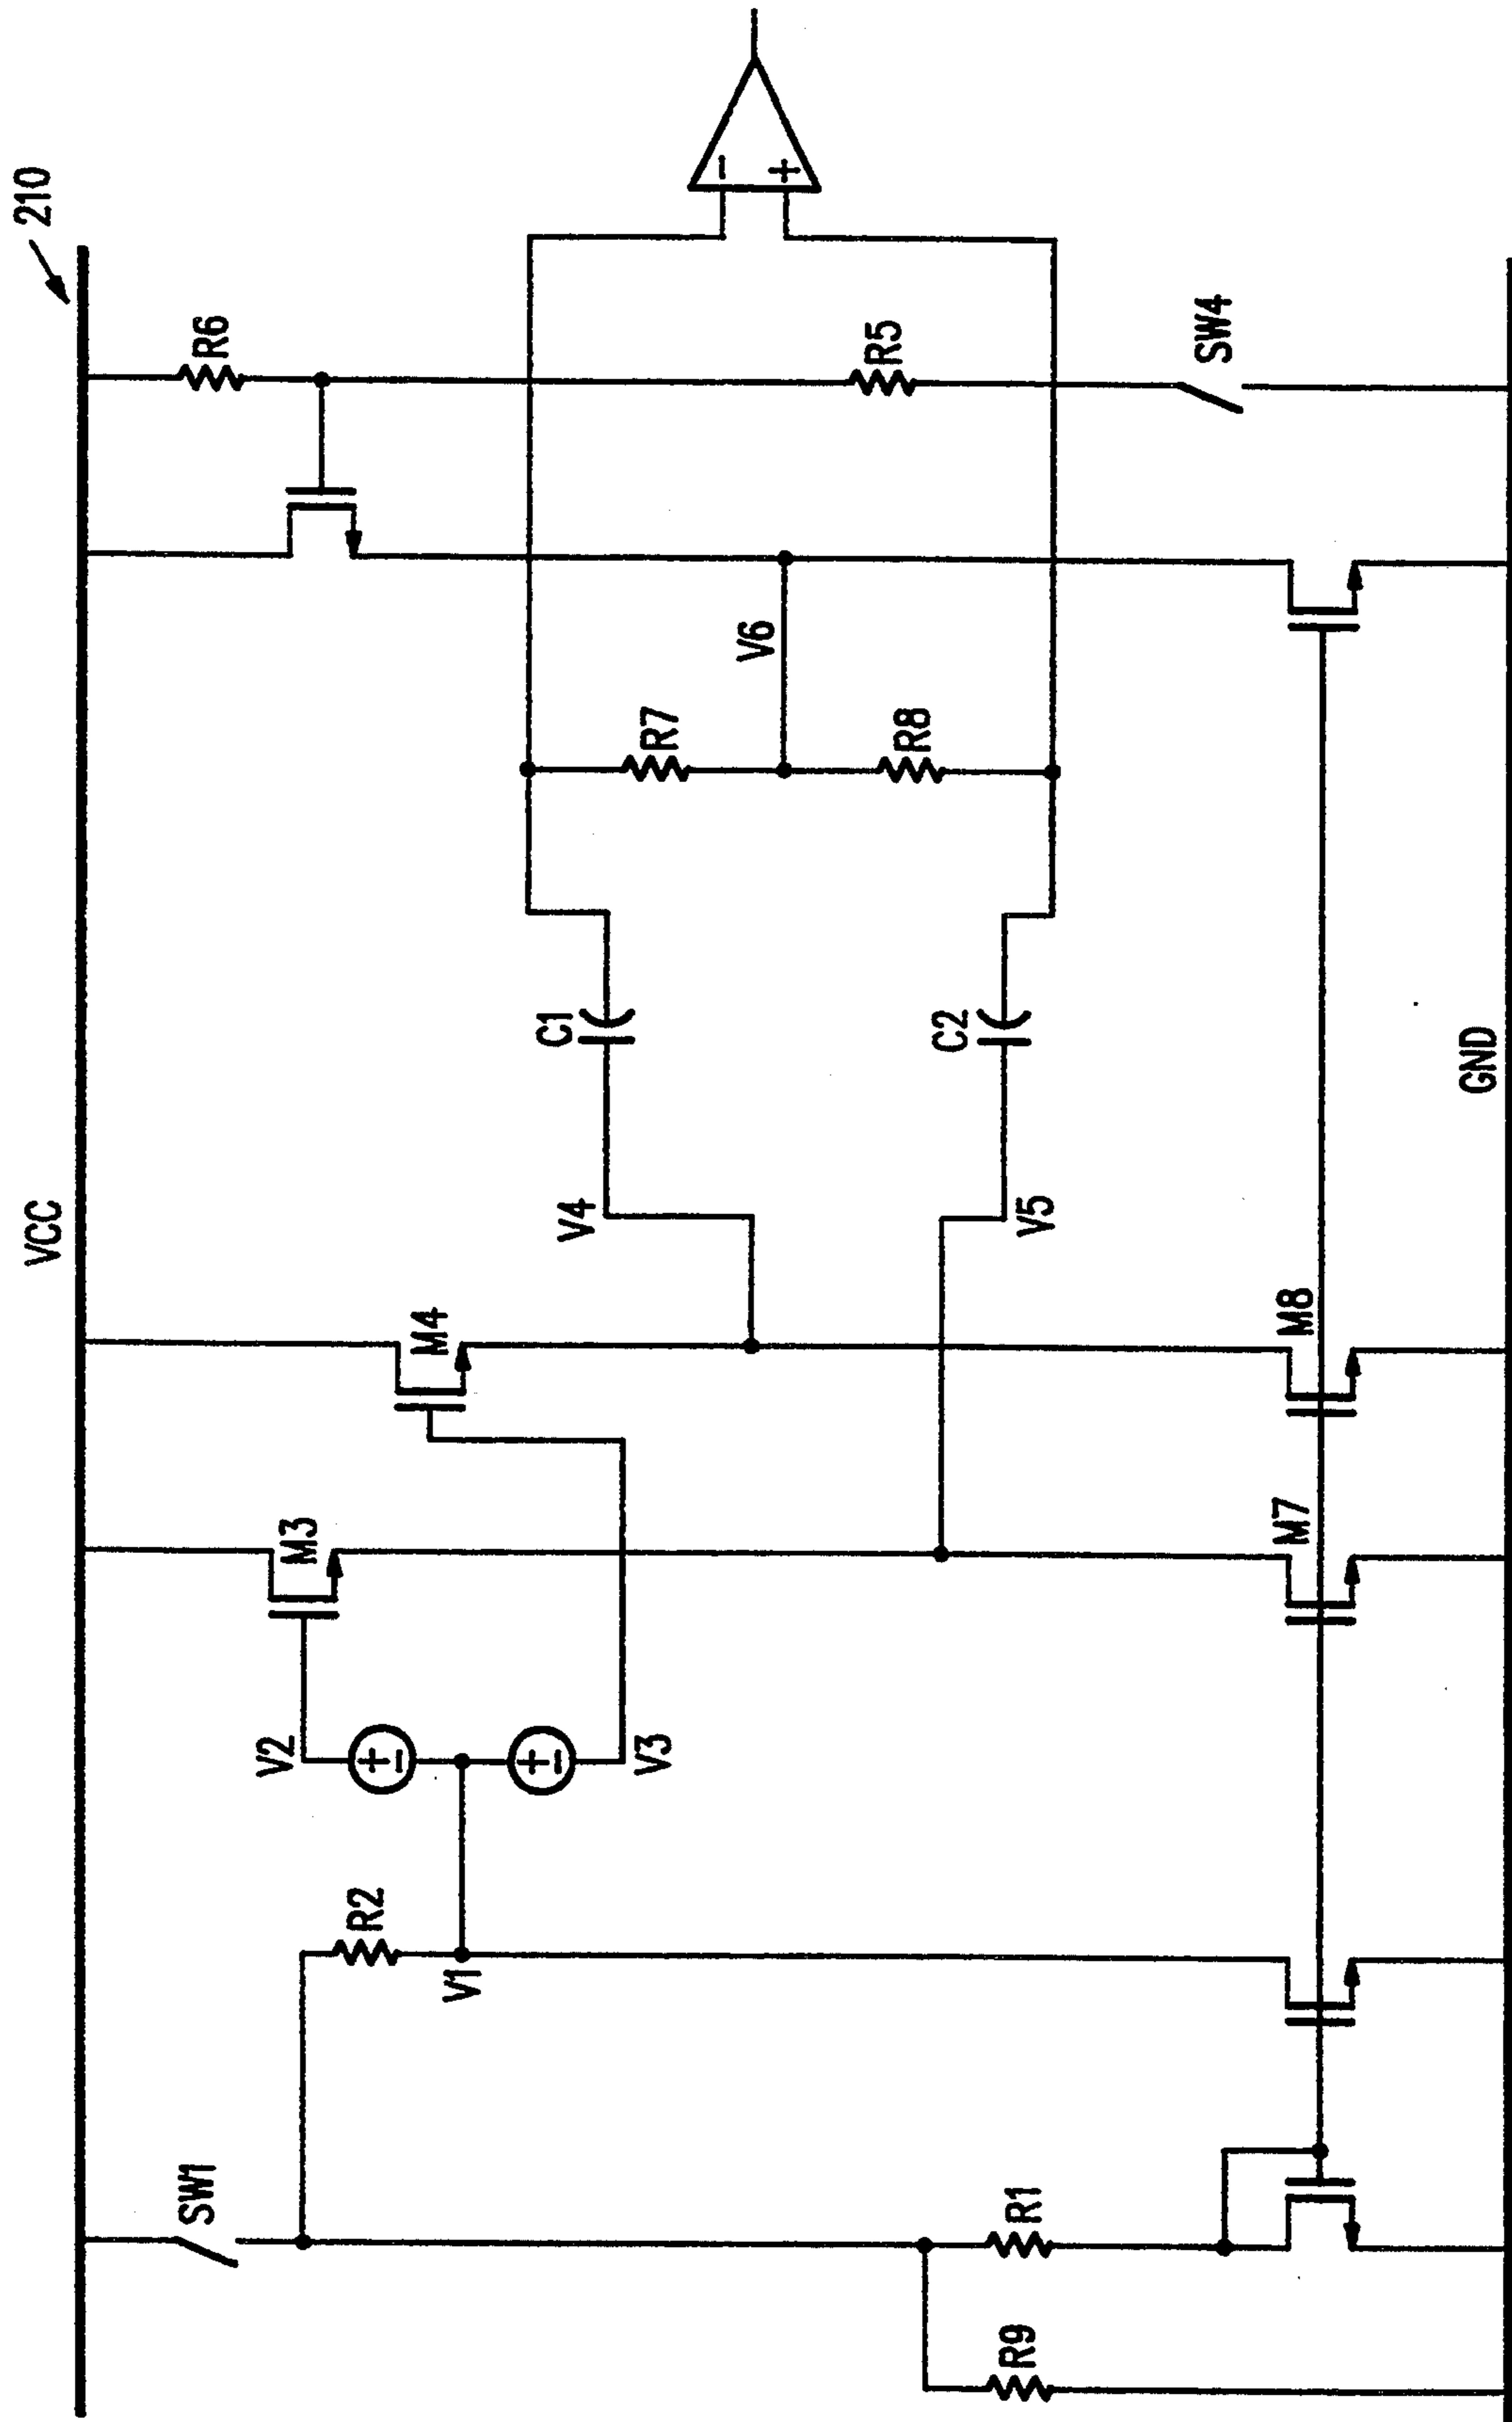 210
VCC
R6
SW1
R2
V1
V2
V3
M3
M4
V4
V5
C1
C2
R7
R8
V6
R5
SW4
+
−
+
−
−
+
R9
R1
M7
M8
GND